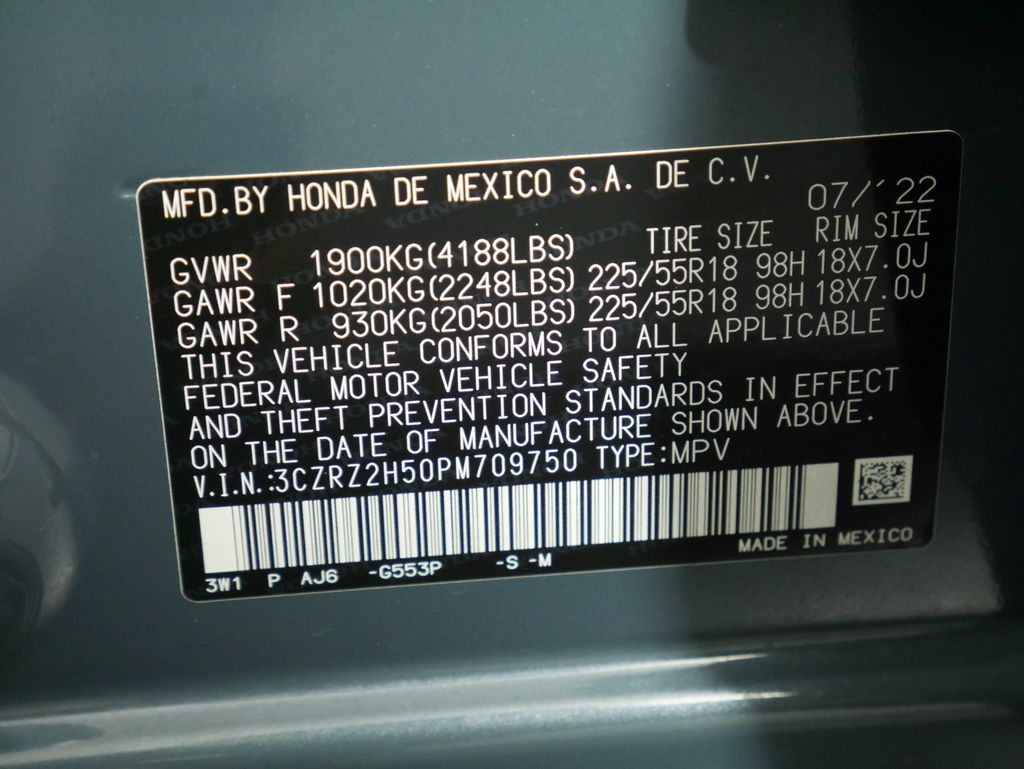 MFD.BY HONDA DE MEXICO S.A. DE C.V.
07/´22
GVWR 1900KG(4188LBS) TIRE SIZE RIM SIZE
GAWR F 1020KG(2248LBS) 225/55R18 98H 18X7.0J
GAWR R 930KG(2050LBS) 225/55R18 98H 18X7.0J
THIS VEHICLE CONFORMS TO ALL APPLICABLE
FEDERAL MOTOR VEHICLE SAFETY
AND THEFT PREVENTION STANDARDS IN EFFECT
ON THE DATE OF MANUFACTURE SHOWN ABOVE.
V.I.N.:3CZRZ2H50PM709750 TYPE:MPV
MADE IN MEXICO
3W1 P AJ6 -G553P -S -M